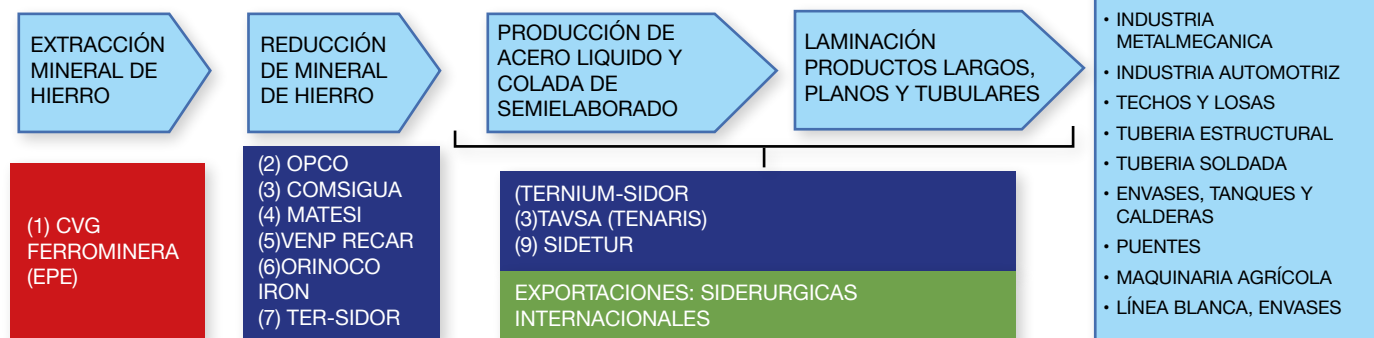 EXTRACCIÓN
MINERAL DE
HIERRO
REDUCCIÓN
DE MINERAL
DE HIERRO
PRODUCCIÓN DE
ACERO LIQUIDO Y
COLADA DE
SEMIELABORADO
LAMINACIÓN
PRODUCTOS LARGOS,
PLANOS Y TUBULARES
• INDUSTRIA
METALMECANICA
• INDUSTRIA AUTOMOTRIZ
• TECHOS Y LOSAS
• TUBERIA ESTRUCTURAL
• TUBERIA SOLDADA
• ENVASES, TANQUES Y
CALDERAS
• PUENTES
• MAQUINARIA AGRÍCOLA
• LÍNEA BLANCA, ENVASES
(1) CVG
FERROMINERA
(EPE)
(2) OPCO
(3) COMSIGUA
(4) MATESI
(5)VENP RECAR
(6)ORINOCO
IRON
(7) TER-SIDOR
(TERNIUM-SIDOR
(3)TAVSA (TENARIS)
(9) SIDETUR
EXPORTACIONES: SIDERURGICAS
INTERNACIONALES